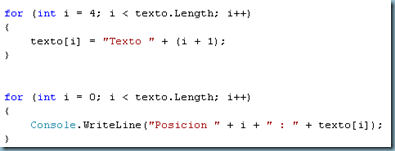 for (int i = 4; i < texto.Length; i++)
{
texto[i] = "Texto " + (i + 1);
}
for (int i = 0; i < texto.Length; i++)
{
Console.WriteLine("Posicion " + i + " : " + texto[i]);
}